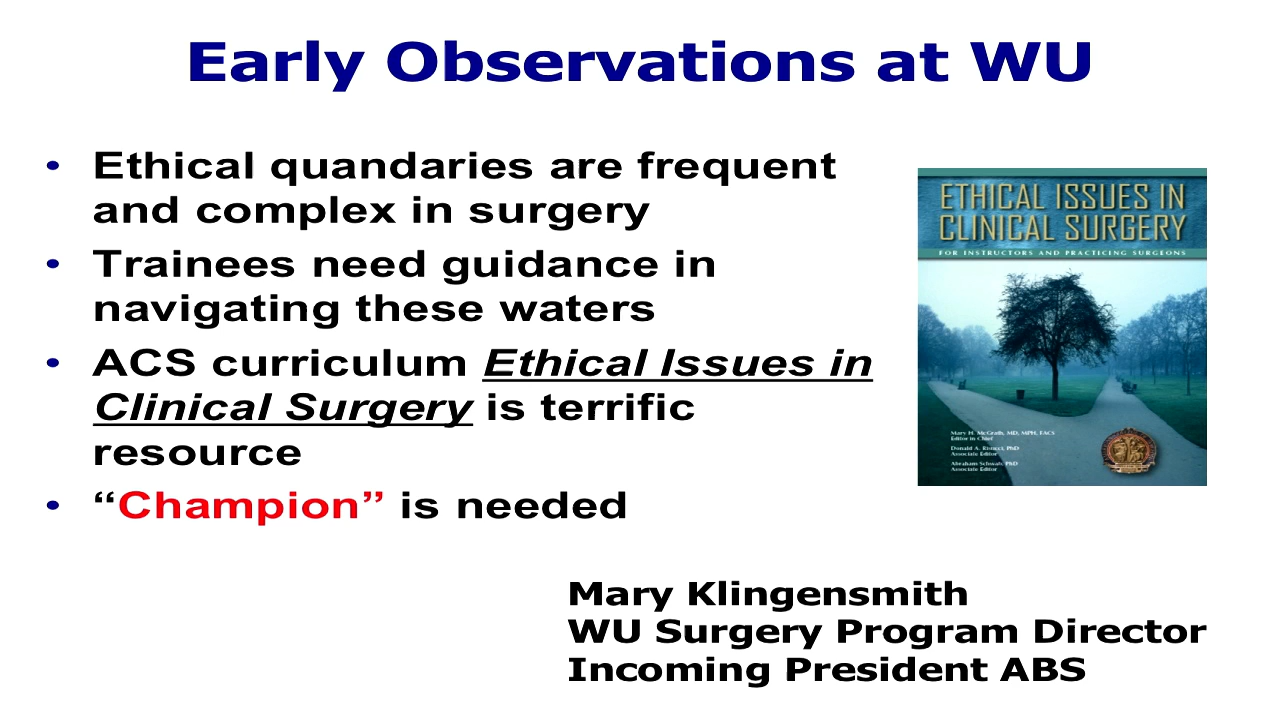 Early Observations at WU
• Ethical quandaries are frequent
and complex in surgery
• Trainees need guidance in
navigating these waters
• ACS curriculum Ethical Issues in
Clinical Surgery is terrific
resource
• “Champion” is needed
ETHICAL ISSUES IN
CLINICAL SURGERY
FOR INSTRUCTORS AND PRACTICING SURGEONS
Mary H. McGrath, MD, MPH, FACS
Editor in Chief
Donald A. Risucci, PhD
Associate Editor
Abraham Schwab, PhD
Associate Editor
Mary Klingensmith
WU Surgery Program Director
Incoming President ABS